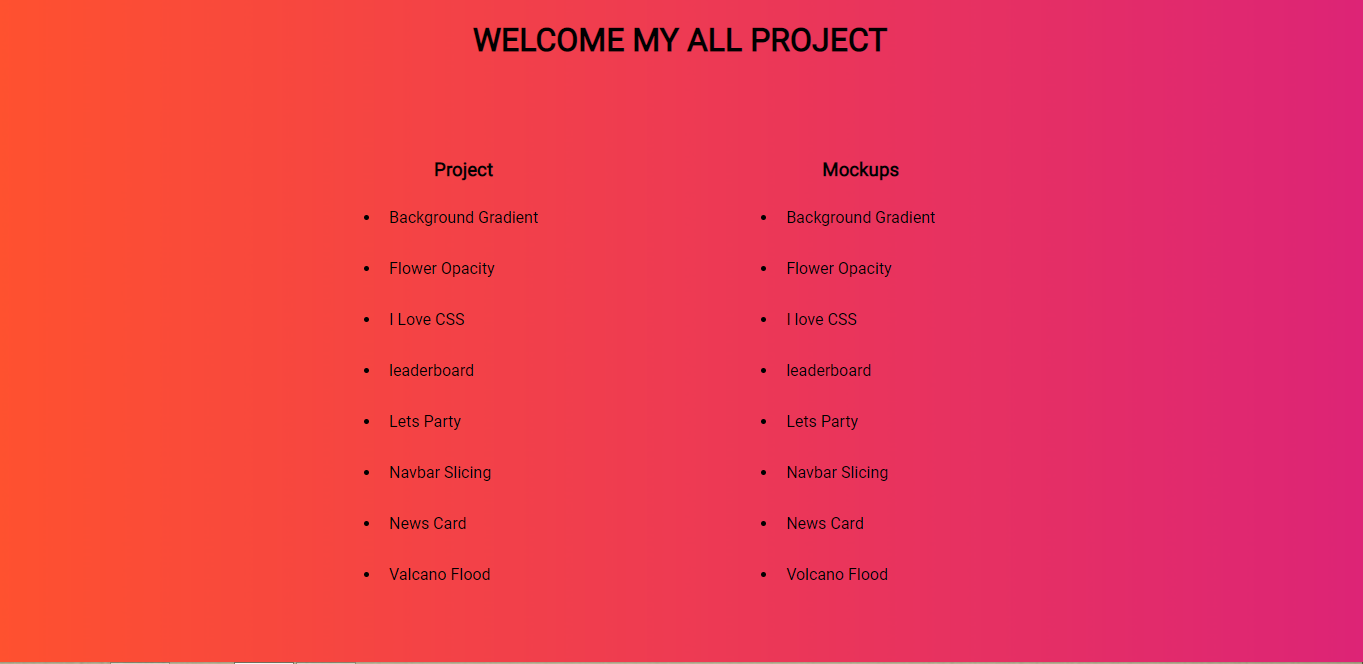 WELCOME MY ALL PROJECT
Project
Background Gradient
Flower Opacity
I Love CSS
leaderboard
Lets Party
Navbar Slicing
News Card
Valcano Flood
Mockups
Background Gradient
Flower Opacity
I love CSS
leaderboard
Lets Party
Navbar Slicing
News Card
Volcano Flood